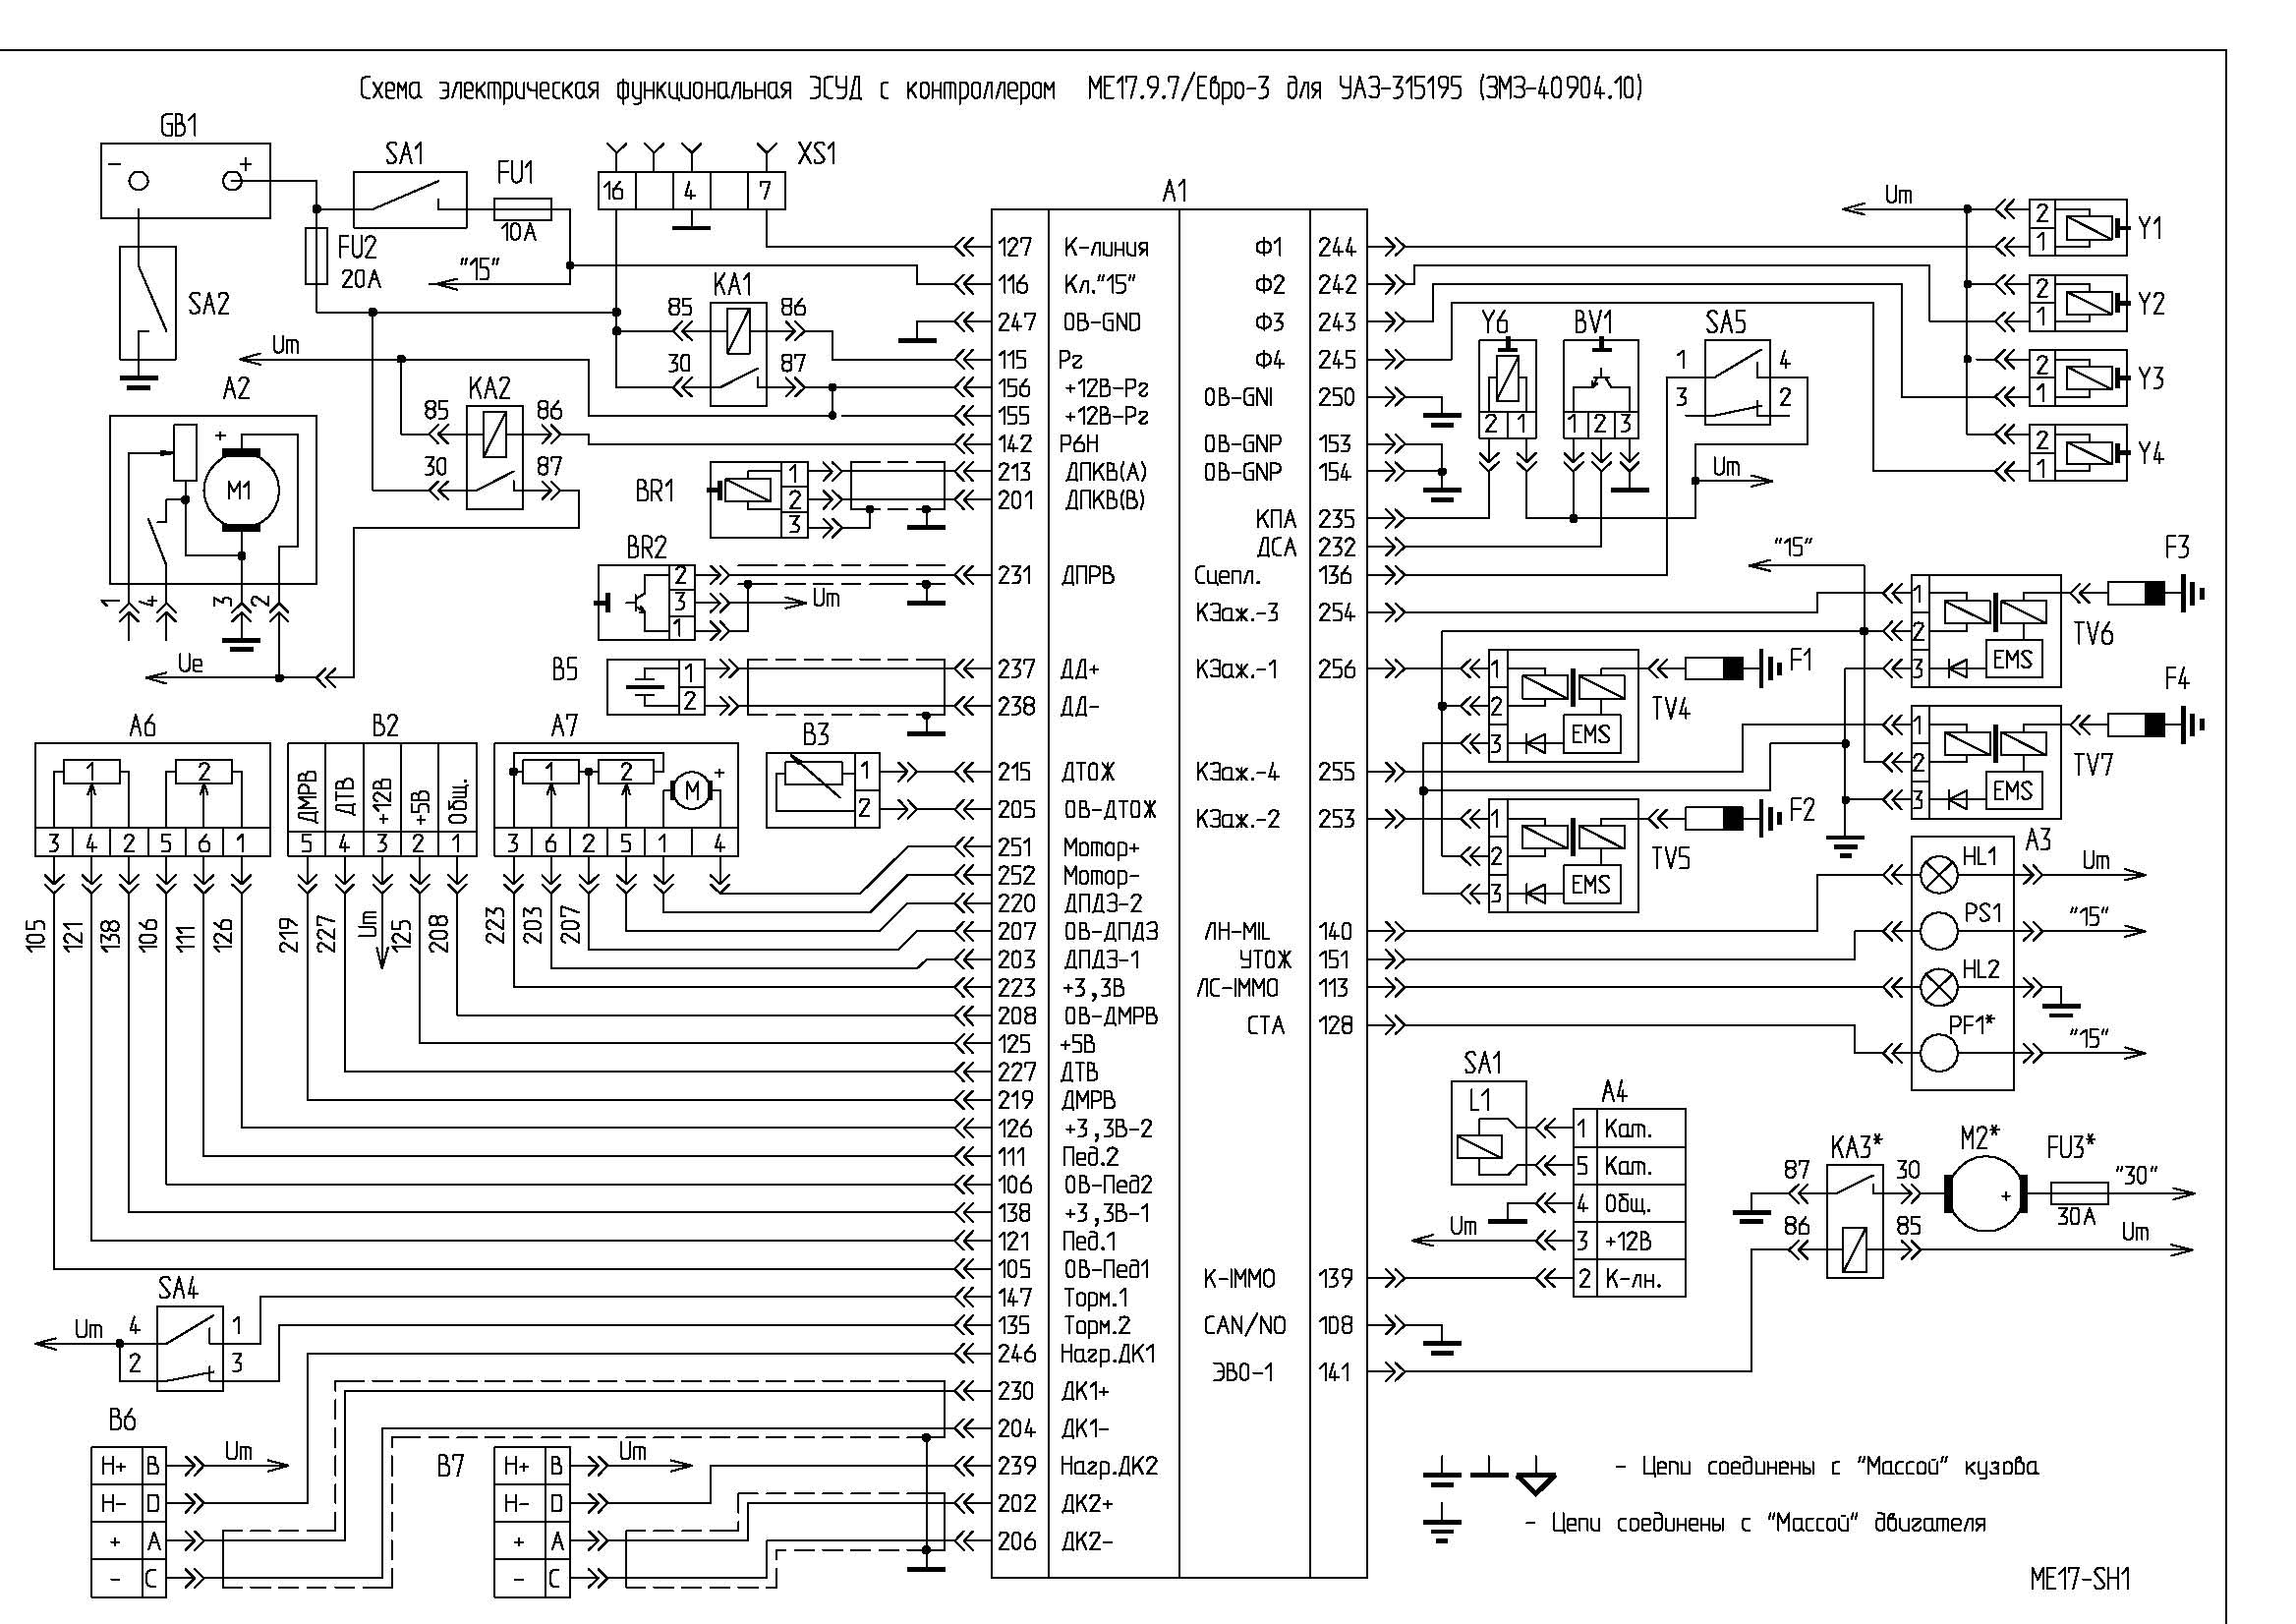 Схема электрическая функциональная ЭСУД с контроллером МЕ17.9.7/Евро-3 для УАЗ-315195 (ЗМЗ-40904.10)
GB1
- +
SA1
FU1
10А
FU2
20А
"15"
SA2
XS1
16 4 7
KA1
85 86
30 87
Um
A2
KA2
85 86
30 87
+
M1
1 4 3 2
Ue
BR1
1
2
3
BR2
2
3
1
Um
B5
1
2
A6
1 2
3 4 2 5 6 1
105 121 138 106 111 126
B2
ДМРВ ДТВ +12В +5В Общ.
5 4 3 2 1
219 227 Um 125 208
A7
1 2 M +
3 6 2 5 1 4
223 203 207
B3
1
2
SA4
Um
4 1
2 3
B6
Н+ В Um
Н- D
+ А
- С
B7
Н+ В Um
Н- D
+ А
- С
A1
127 К-линия
116 Кл."15"
247 ОВ-GND
115 Рг
156 +12В-Рг
155 +12В-Рг
142 РбН
213 ДПКВ(А)
201 ДПКВ(В)
231 ДПРВ
237 ДД+
238 ДД-
215 ДТОЖ
205 ОВ-ДТОЖ
251 Мотор+
252 Мотор-
220 ДПДЗ-2
207 ОВ-ДПДЗ
203 ДПДЗ-1
223 +3,3В
208 ОВ-ДМРВ
125 +5В
227 ДТВ
219 ДМРВ
126 +3,3В-2
111 Пед.2
106 ОВ-Пед2
138 +3,3В-1
121 Пед.1
105 ОВ-Пед1
147 Торм.1
135 Торм.2
246 Нагр.ДК1
230 ДК1+
204 ДК1-
239 Нагр.ДК2
202 ДК2+
206 ДК2-
Ф1 244
Ф2 242
Ф3 243
Ф4 245
ОВ-GNI 250
ОВ-GNP 153
ОВ-GNP 154
КПА 235
ДСА 232
Сцепл. 136
КЗаж.-3 254
КЗаж.-1 256
КЗаж.-4 255
КЗаж.-2 253
ЛН-MIL 140
УТОЖ 151
ЛС-IMMO 113
СТА 128
К-IMMO 139
CAN/NO 108
ЭВО-1 141
Um
2
1
Y1
2
1
Y2
2
1
Y3
2
1
Y4
Y6
2 1
BV1
1 2 3
SA5
1 4
3 2
Um
"15"
F3
1
2
3
EMS
TV6
F1
1
2
3
EMS
TV4
F4
1
2
3
EMS
TV7
F2
1
2
3
EMS
TV5
A3
HL1 Um
PS1 "15"
HL2
PF1* "15"
SA1
L1
A4
1 Кат.
5 Кат.
4 Общ.
Um 3 +12В
2 К-лн.
KA3*
87 30
86 85
M2*
+
FU3*
30А
"30"
Um
- Цепи соединены с "Массой" кузова
- Цепи соединены с "Массой" двигателя
МЕ17-SH1